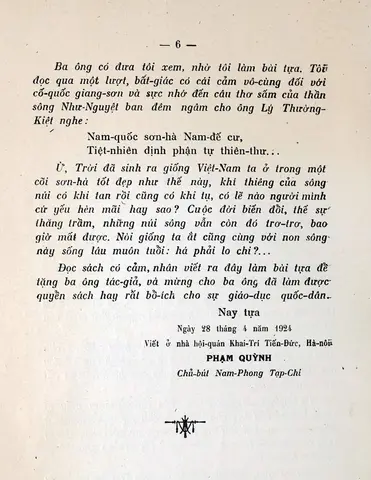 — 6 —
Ba ông có đưa tôi xem, nhờ tôi làm bài tựa. Tôi
đọc qua một lượt, bất-giác có cái cảm vô-cùng đối với
cố-quốc giang-sơn và sực nhớ đến câu thơ sấm của thần
sông Như-Nguyệt ban đêm ngâm cho ông Lý Thường-
Kiệt nghe :
Nam-quốc sơn-hà Nam-đế cư,
Tiệt-nhiên định phận tự thiên-thư...
Ừ, Trời đã sinh ra giống Việt-Nam ta ở trong một
cõi sơn-hà tốt đẹp như thế này, khí thiêng của sông
núi có khi tan rồi cũng có khi tụ, có lẽ nào người mình
cứ yếu hèn mãi hay sao ? Cuộc đời biến đổi, thế sự
thăng trầm, những núi sông vẫn còn đó trơ-trơ, bao
giờ mất được. Nòi giống ta ắt cũng cùng với non sông
này sống lâu muôn tuổi : há phải lo chi ?...
Đọc sách có cảm, nhân viết ra đây làm bài tựa để
tặng ba ông tác-giả, và mừng cho ba ông đã làm được
quyển sách hay rất bổ-ích cho sự giáo-dục quốc-dân.
Nay tựa
Ngày 28 tháng 4 năm 1924
Viết ở nhà hội-quán Khai-Trí Tiến-Đức, Hà-nội
PHẠM QUỲNH
Chủ-bút Nam-Phong Tạp-Chí